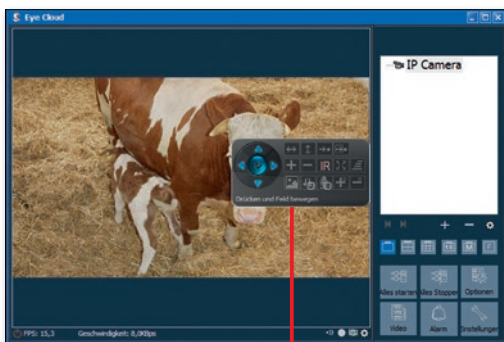 Eye Cloud
IP Camera
IR
Drücken und Feld bewegen
Alles starten
Alles Stoppen
Optionen
Video
Alarm
Einstellungen
FPS: 15,3
Geschwindigkeit: 8,0KBps